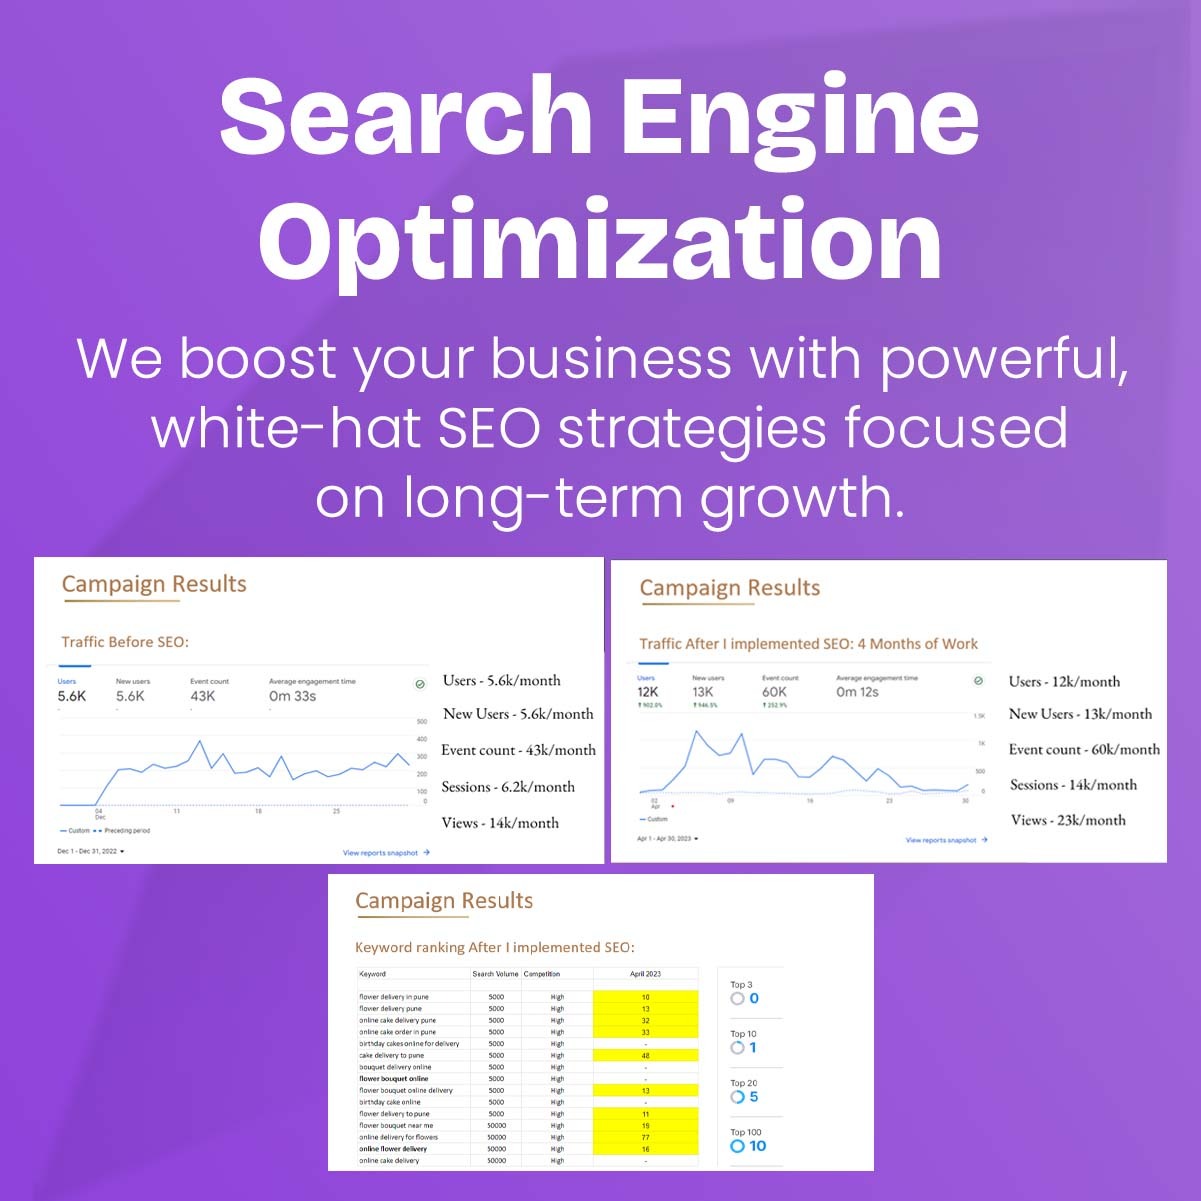 Search Engine
Optimization
We boost your business with powerful,
white-hat SEO strategies focused
on long-term growth.
Campaign Results
Traffic Before SEO:
Users New users Event count Average engagement time
5.6K 5.6K 43K 0m 33s
500
400
300
200
100
0
04 11 18 25
Dec
Custom Preceding period
Dec 1 - Dec 31, 2022
View reports snapshot
Users - 5.6k/month
New Users - 5.6k/month
Event count - 43k/month
Sessions - 6.2k/month
Views - 14k/month
Campaign Results
Traffic After I implemented SEO: 4 Months of Work
Users New users Event count Average engagement time
12K 13K 60K 0m 12s
902.0% 946.5% 252.9%
1.5K
1K
500
0
02 09 16 23 30
Apr
Custom
Apr 1 - Apr 30, 2023
View reports snapshot
Users - 12k/month
New Users - 13k/month
Event count - 60k/month
Sessions - 14k/month
Views - 23k/month
Campaign Results
Keyword ranking After I implemented SEO:
Keyword Search Volume Competition April 2023
flower delivery in pune 5000 High 10
flower delivery pune 5000 High 13
online cake delivery pune 5000 High 32
online cake order in pune 5000 High 33
birthday cakes online for delivery 5000 High -
cake delivery to pune 5000 High 48
bouquet delivery online 5000 High -
flower bouquet online 5000 High -
flower bouquet online delivery 5000 High 13
birthday cake online 5000 High -
flower delivery to pune 5000 High 11
flower bouquet near me 50000 High 19
online delivery for flowers 50000 High 77
online flower delivery 50000 High 16
online cake delivery 50000 High -
Top 3
0
Top 10
1
Top 20
5
Top 100
10